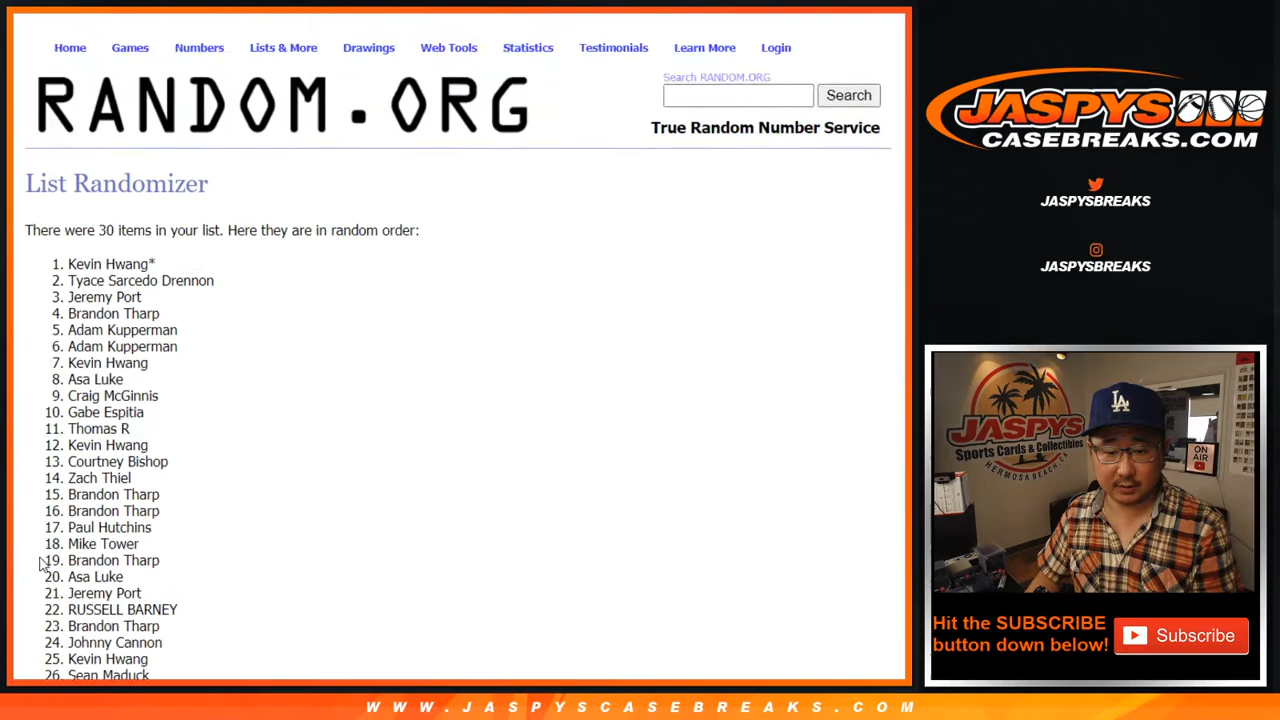 Home Games Numbers Lists & More Drawings Web Tools Statistics Testimonials Learn More Login
RANDOM.ORG
Search RANDOM.ORG
Search
True Random Number Service
List Randomizer
There were 30 items in your list. Here they are in random order:
1. Kevin Hwang*
2. Tyace Sarcedo Drennon
3. Jeremy Port
4. Brandon Tharp
5. Adam Kupperman
6. Adam Kupperman
7. Kevin Hwang
8. Asa Luke
9. Craig McGinnis
10. Gabe Espitia
11. Thomas R
12. Kevin Hwang
13. Courtney Bishop
14. Zach Thiel
15. Brandon Tharp
16. Brandon Tharp
17. Paul Hutchins
18. Mike Tower
19. Brandon Tharp
20. Asa Luke
21. Jeremy Port
22. RUSSELL BARNEY
23. Brandon Tharp
24. Johnny Cannon
25. Kevin Hwang
26. Sean Maduck
JASPYS
CASEBREAKS.COM
JASPYSBREAKS
JASPYSBREAKS
JASPYS
Sports Cards & Collectibles
HERMOSA BEACH, CA
LA
ON AIR
Hit the SUBSCRIBE
button down below!
Subscribe
WWW.JASPYSCASEBREAKS.COM